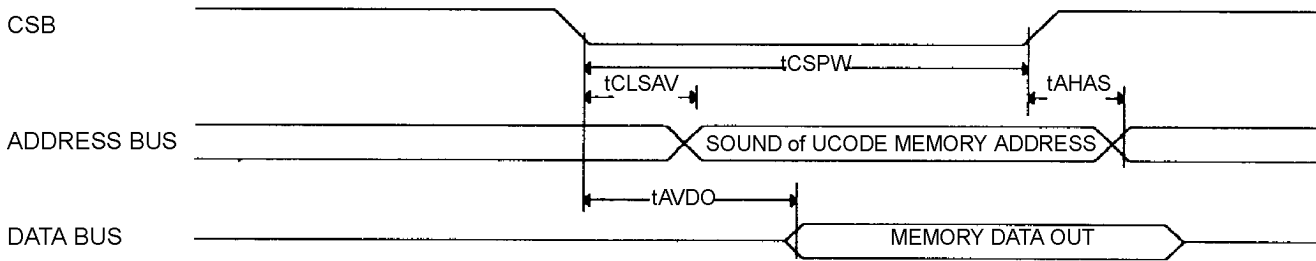 CSB
tCSPW
tCLSAV
tAHAS
ADDRESS BUS
SOUND of UCODE MEMORY ADDRESS
tAVDO
DATA BUS
MEMORY DATA OUT